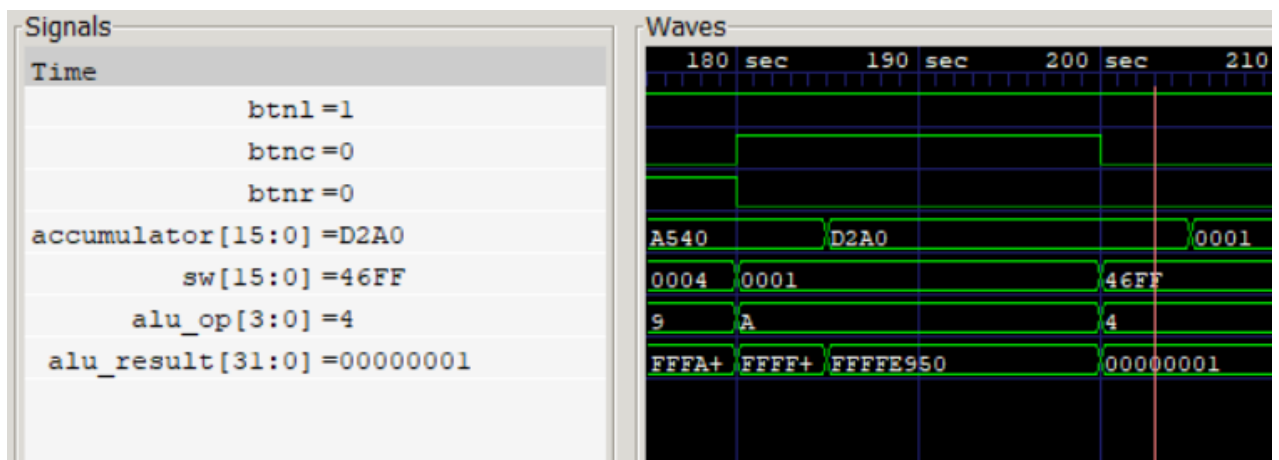 Signals
Waves
Time
180 sec 190 sec 200 sec 210
btnl=1
btnc=0
btnr=0
accumulator[15:0]=D2A0
A540 D2A0 0001
sw[15:0]=46FF
0004 0001 46FF
alu_op[3:0]=4
9 A 4
alu_result[31:0]=00000001
FFFA+ FFFF+ FFFFE950 00000001